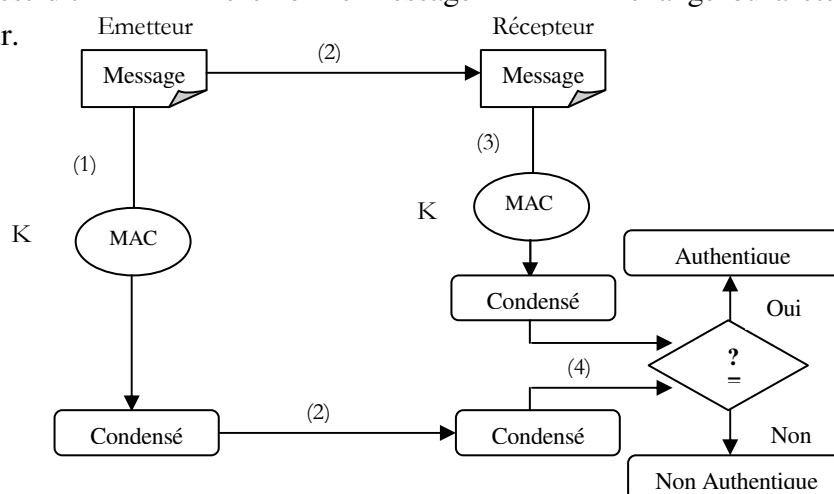 r.
Emetteur
Récepteur
(2)
Message
Message
(1)
(3)
K
MAC
K
MAC
Authentique
Condensé
Oui
?
=
(4)
(2)
Condensé
Condensé
Non
Non Authentique